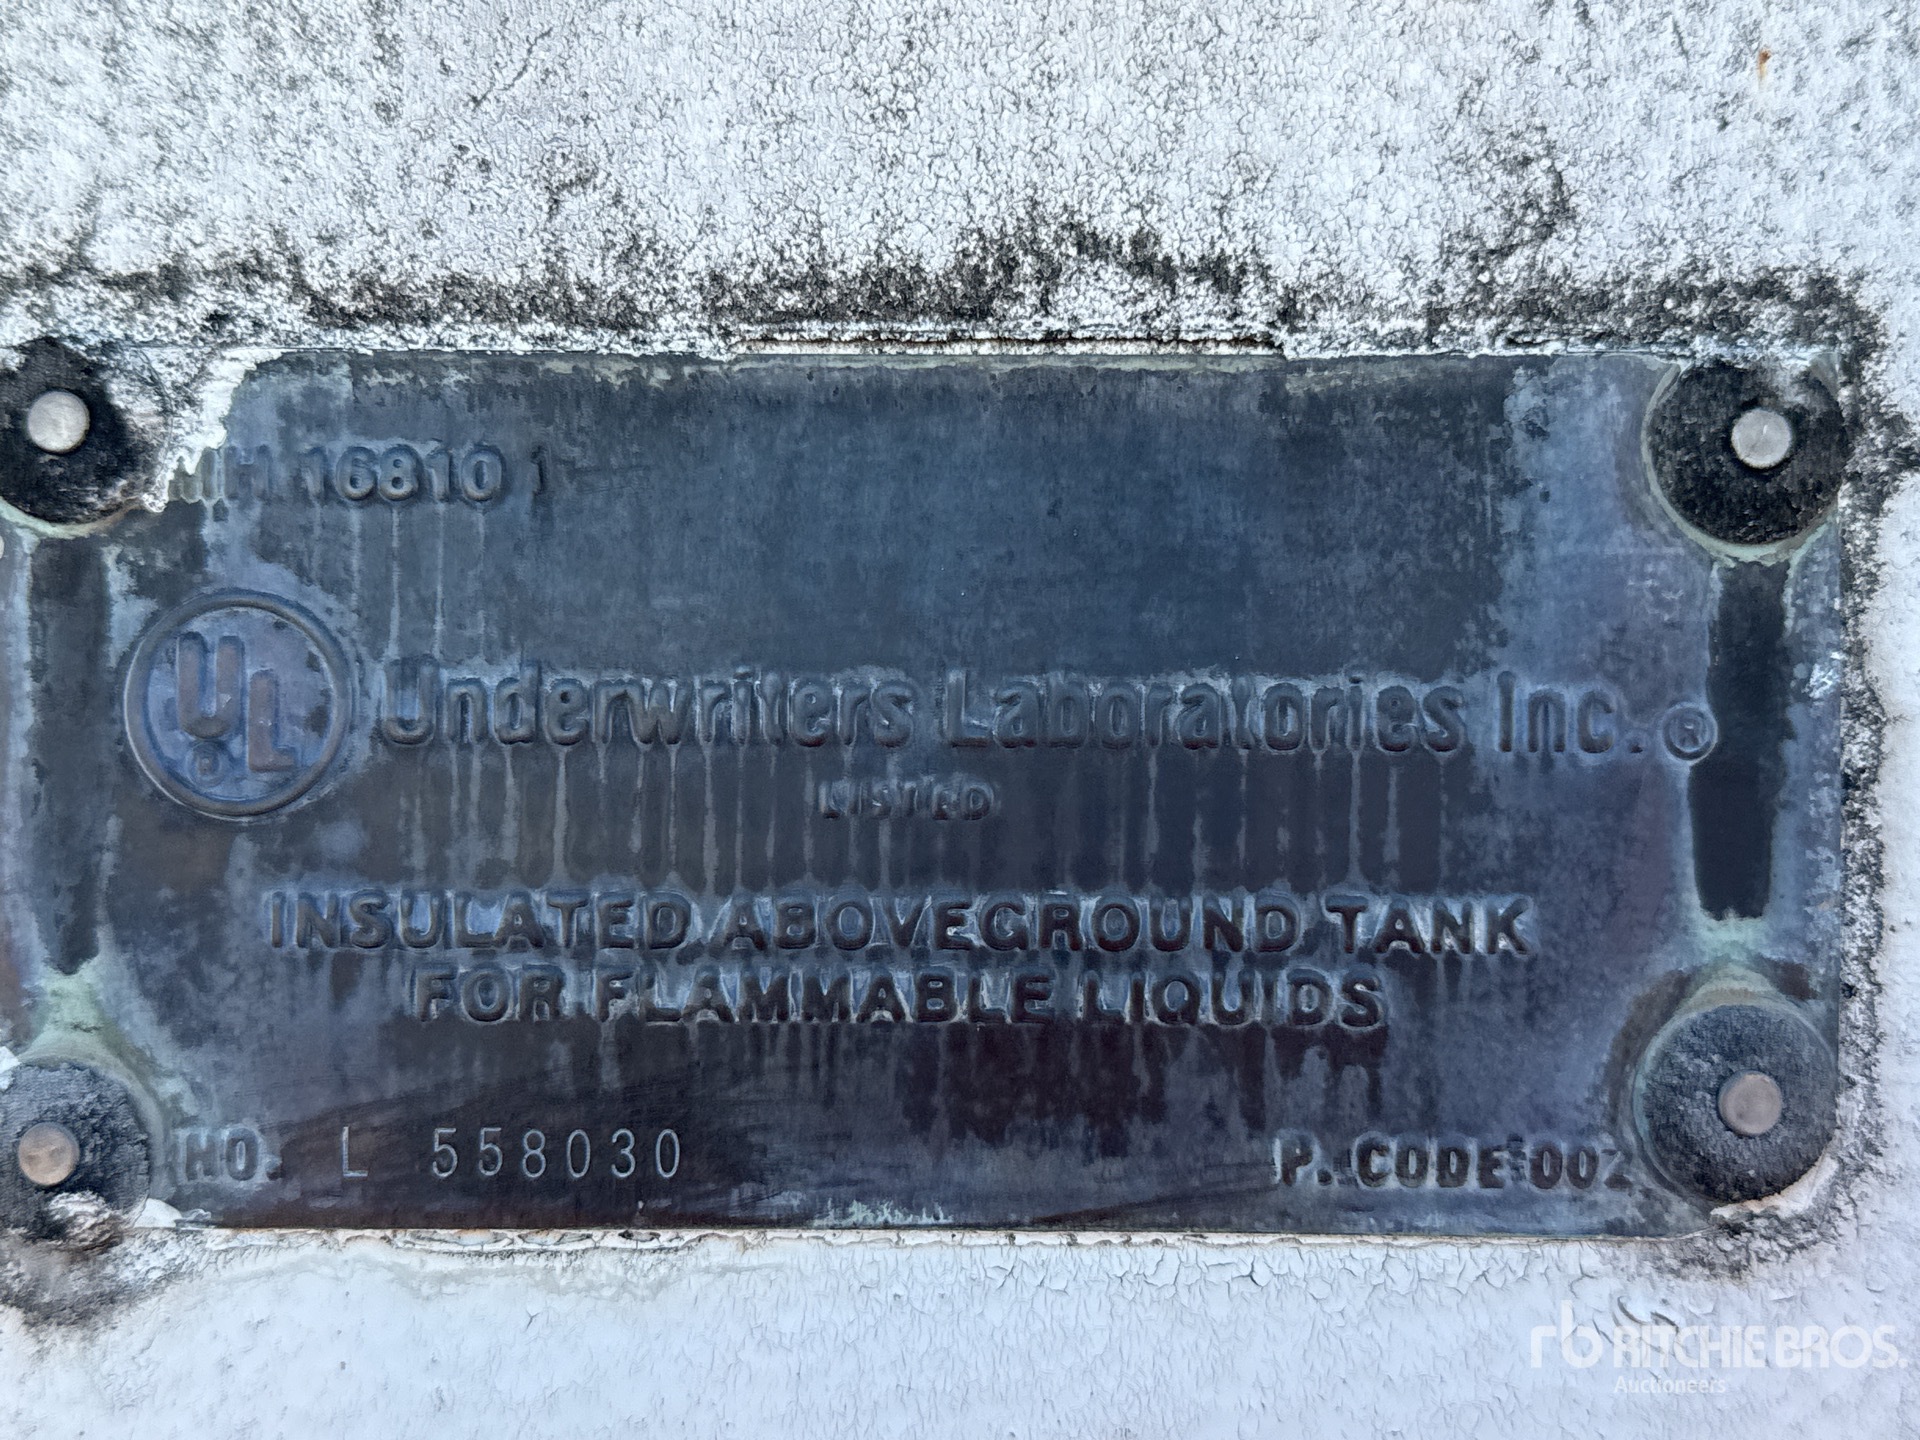 MH 16810 1
UL ® Underwriters Laboratories Inc.®
LISTED
INSULATED ABOVEGROUND TANK
FOR FLAMMABLE LIQUIDS
NO. L 558030 P. CODE 002
rb RITCHIE BROS.
Auctioneers